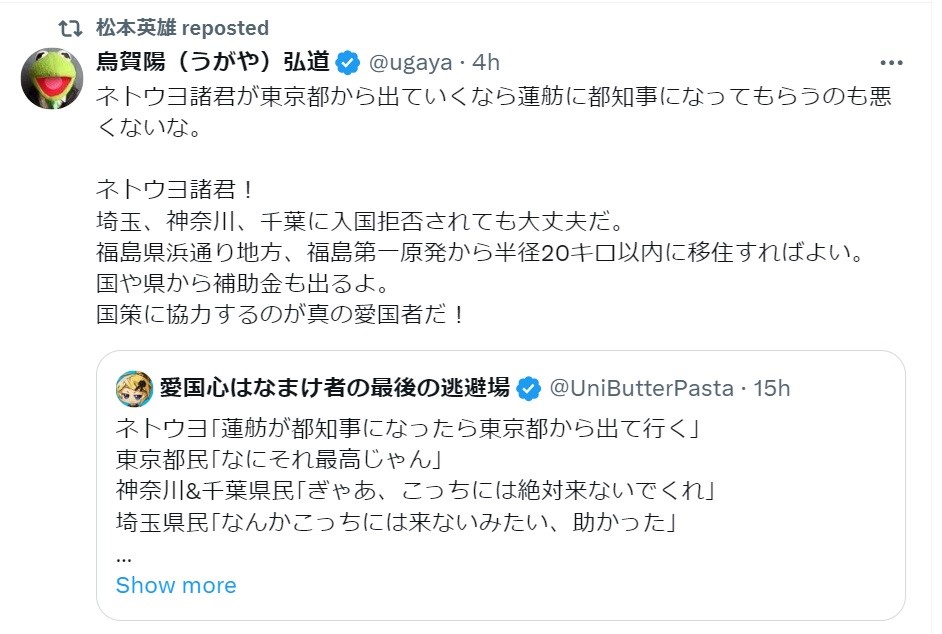 松本英雄 reposted
烏賀陽（うがや）弘道 @ugaya · 4h
ネトウヨ諸君が東京都から出ていくなら蓮舫に都知事になってもらうのも悪
くないな。
ネトウヨ諸君！
埼玉、神奈川、千葉に入国拒否されても大丈夫だ。
福島県浜通り地方、福島第一原発から半径20キロ以内に移住すればよい。
国や県から補助金も出るよ。
国策に協力するのが真の愛国者だ！
愛国心はなまけ者の最後の逃避場 @UniButterPasta · 15h
ネトウヨ「蓮舫が都知事になったら東京都から出て行く」
東京都民「なにそれ最高じゃん」
神奈川&千葉県民「ぎゃあ、こっちには絶対来ないでくれ」
埼玉県民「なんかこっちには来ないみたい、助かった」
...
Show more